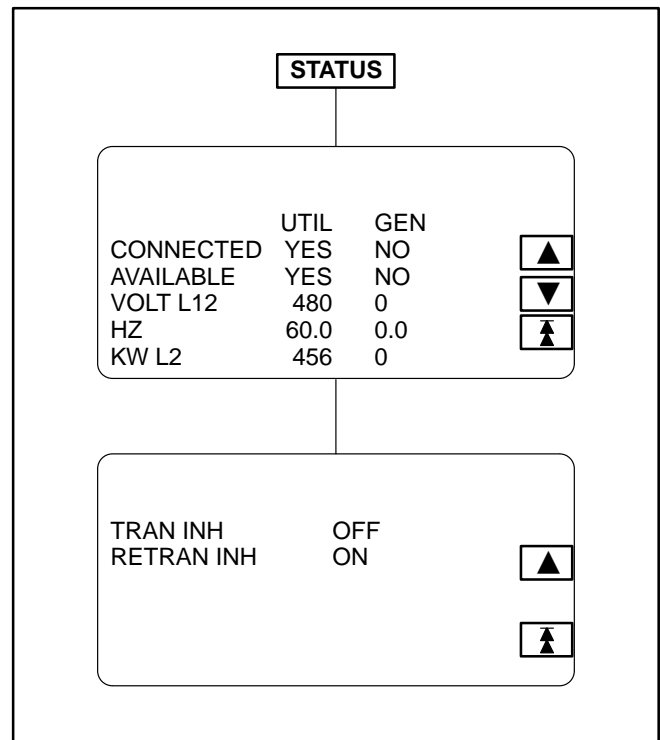 STATUS
UTIL GEN
CONNECTED YES NO
AVAILABLE YES NO
VOLT L12 480 0
HZ 60.0 0.0
KW L2 456 0
TRAN INH OFF
RETRAN INH ON